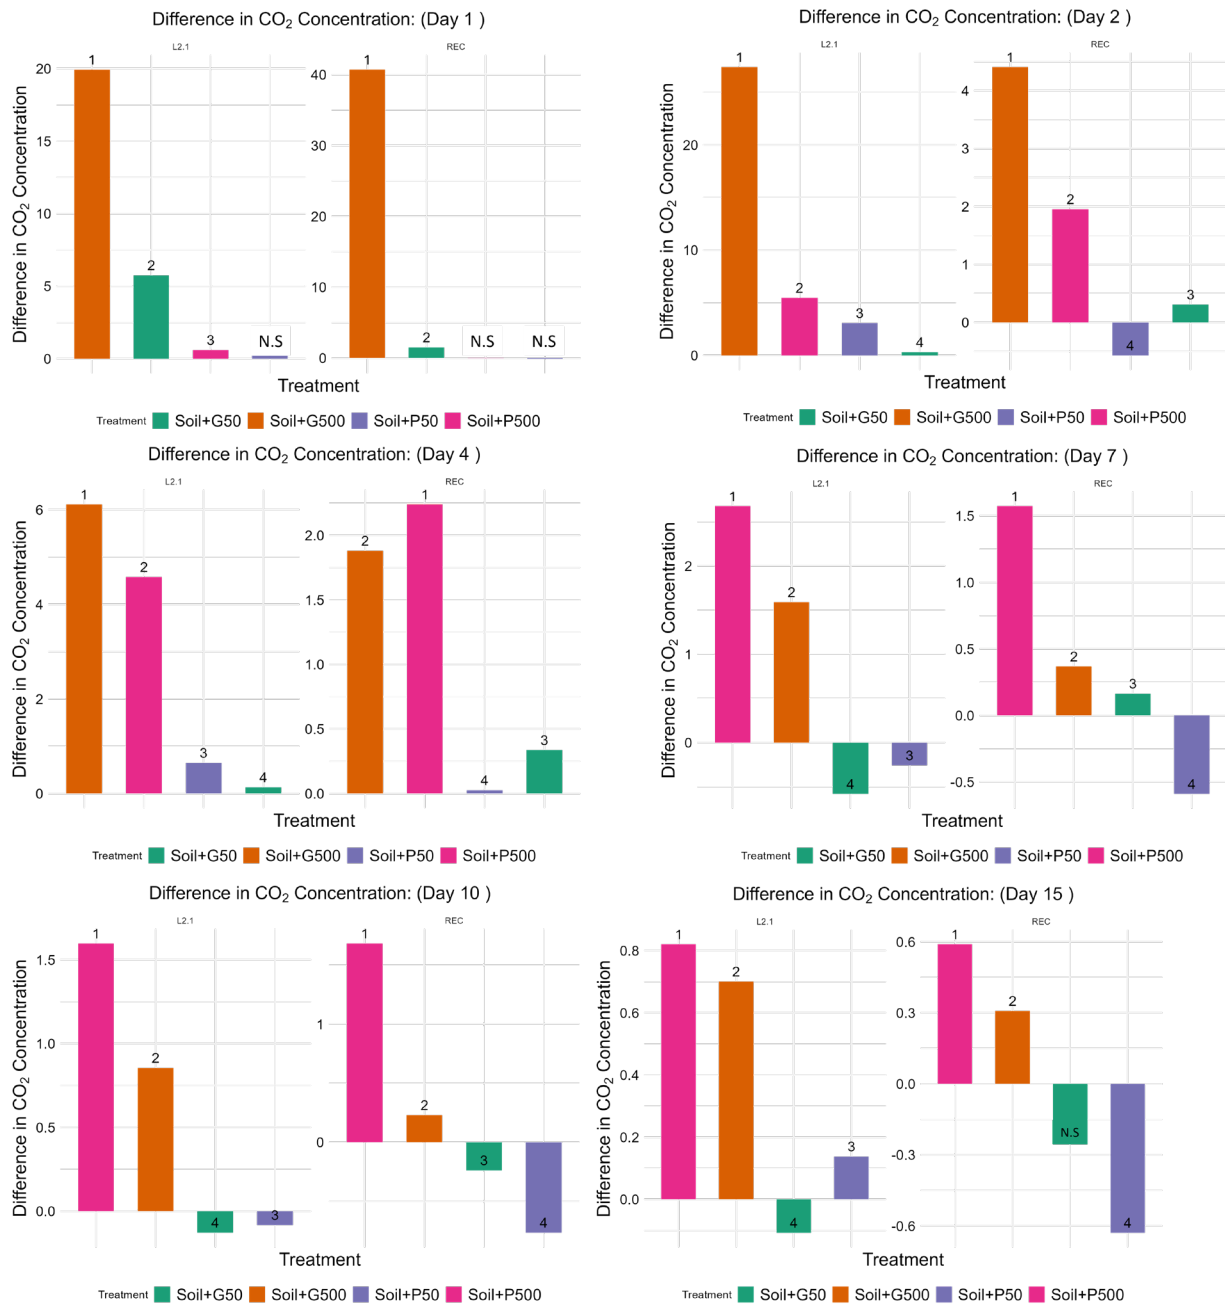 Difference in CO2 Concentration: (Day 1 )
L2.1 REC
Difference in CO2 Concentration
20
15
10
5
0
1
2
3
N.S
40
30
20
10
0
1
2
N.S
N.S
Treatment
Treatment Soil+G50 Soil+G500 Soil+P50 Soil+P500
Difference in CO2 Concentration: (Day 2 )
L2.1 REC
Difference in CO2 Concentration
20
10
0
1
2
3
4
4
3
2
1
0
1
2
4
3
Treatment
Treatment Soil+G50 Soil+G500 Soil+P50 Soil+P500
Difference in CO2 Concentration: (Day 4 )
L2.1 REC
Difference in CO2 Concentration
6
4
2
0
1
2
3
4
2.0
1.5
1.0
0.5
0.0
2
1
4
3
Treatment
Treatment Soil+G50 Soil+G500 Soil+P50 Soil+P500
Difference in CO2 Concentration: (Day 7 )
L2.1 REC
Difference in CO2 Concentration
2
1
0
1
2
4
3
1.5
1.0
0.5
0.0
-0.5
1
2
3
4
Treatment
Treatment Soil+G50 Soil+G500 Soil+P50 Soil+P500
Difference in CO2 Concentration: (Day 10 )
L2.1 REC
Difference in CO2 Concentration
1.5
1.0
0.5
0.0
1
2
4
3
1
0
1
2
3
4
Treatment
Treatment Soil+G50 Soil+G500 Soil+P50 Soil+P500
Difference in CO2 Concentration: (Day 15 )
L2.1 REC
Difference in CO2 Concentration
0.8
0.6
0.4
0.2
0.0
1
2
4
3
0.6
0.3
0.0
-0.3
-0.6
1
2
N.S
4
Treatment
Treatment Soil+G50 Soil+G500 Soil+P50 Soil+P500